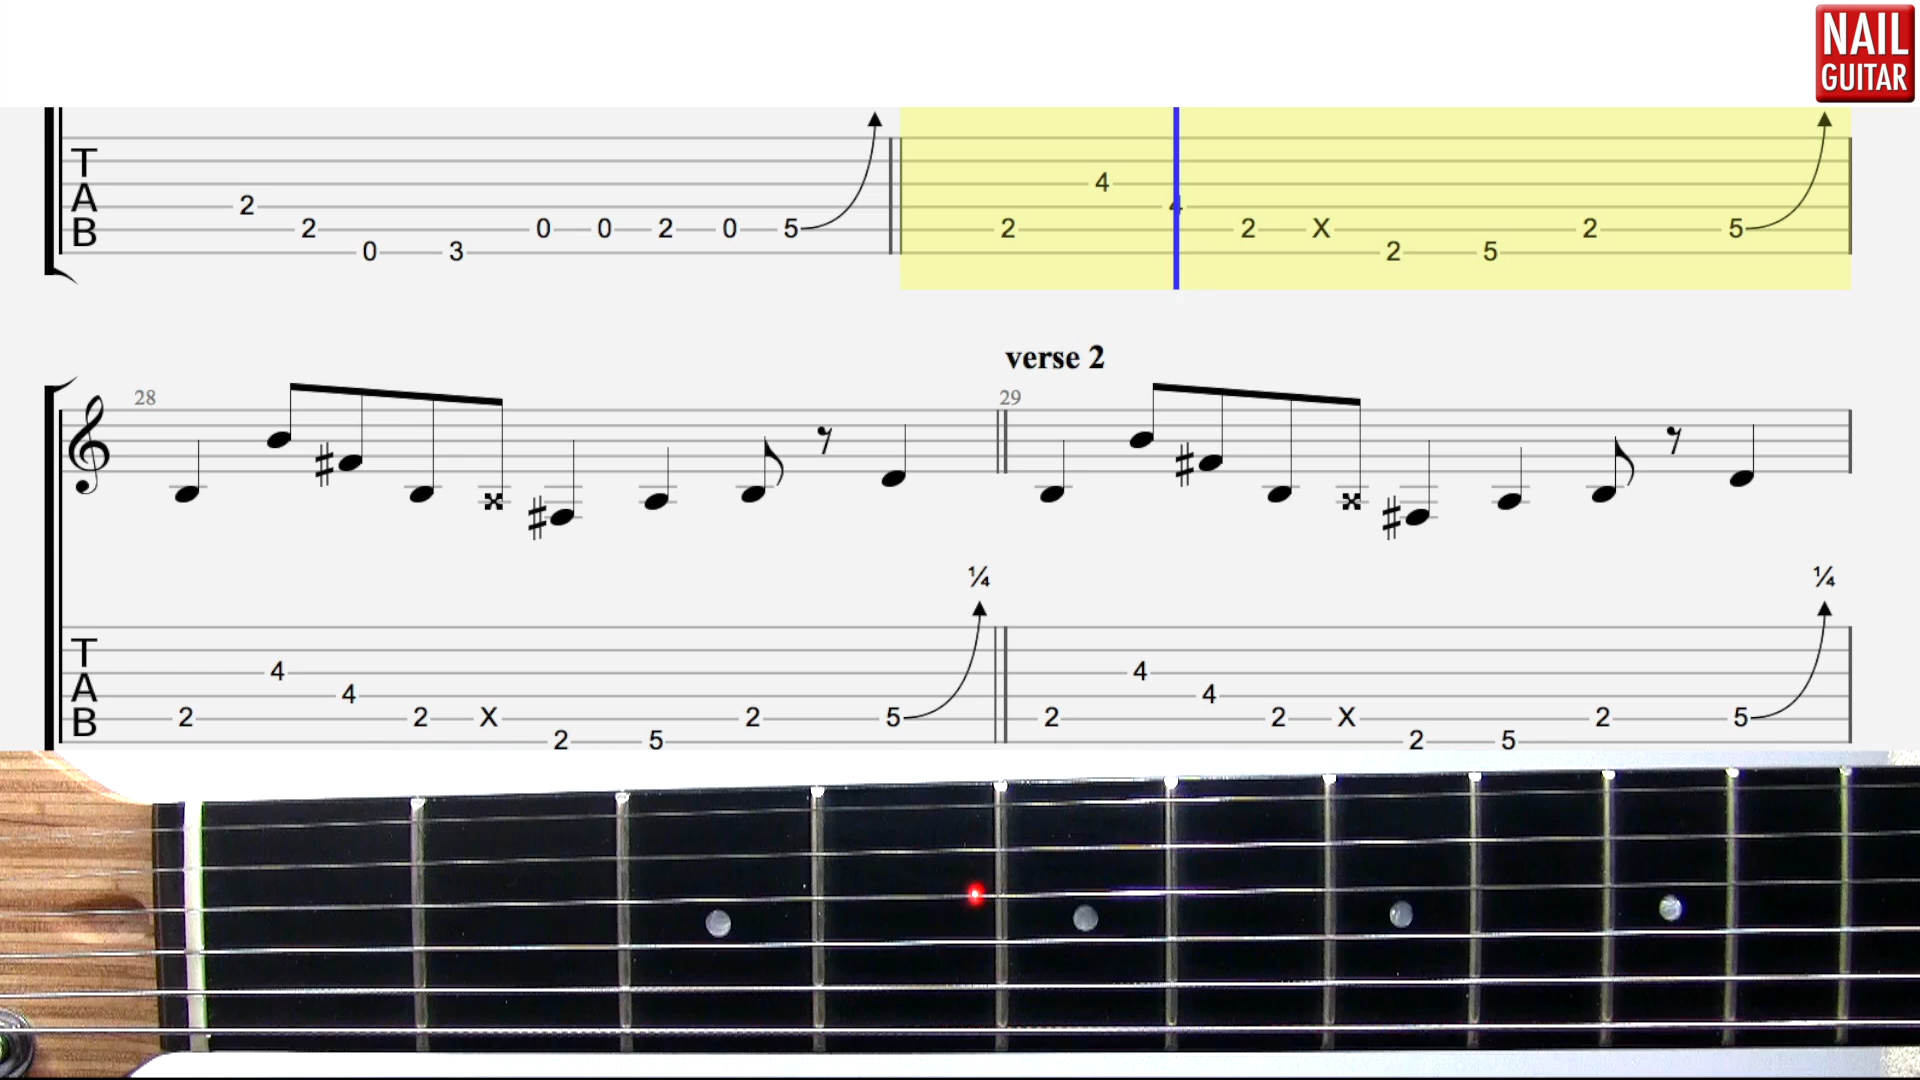 NAIL
GUITAR
T
A
B
2 2 0 3 0 0 2 0 5
2 4 4 2 X 2 5 2 5
verse 2
28 29
¼ ¼
T
A
B
2 4 4 2 X 2 5 2 5
2 4 4 2 X 2 5 2 5